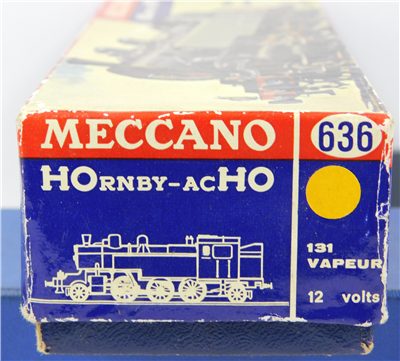 MECCANO 636
HORNBY-ACHO
131
VAPEUR
12 volts